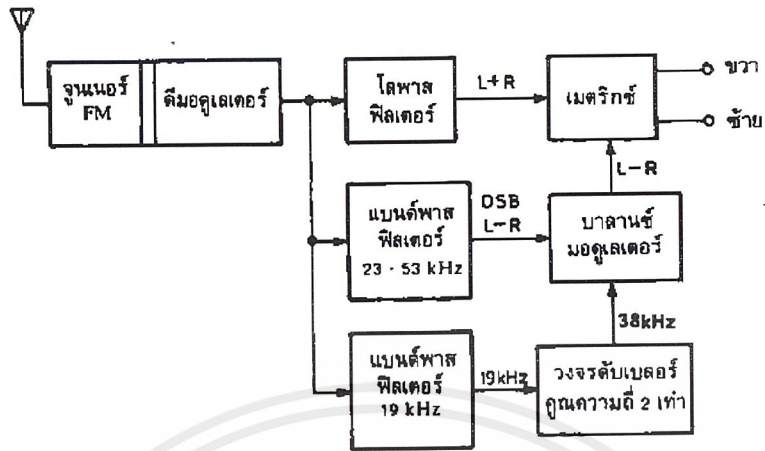 จูนเนอร์
FM
ดีมอดูเลเตอร์
โลพาส
ฟิลเตอร์
L+R
เมตริกซ์
ขวา
ซ้าย
L-R
แบนด์พาส
ฟิลเตอร์
23 - 53 kHz
DSB
L-R
บาลานซ์
มอดูเลเตอร์
38kHz
แบนด์พาส
ฟิลเตอร์
19 kHz
19kHz
วงจรดับเบลอร์
คูณความถี่ 2 เท่า